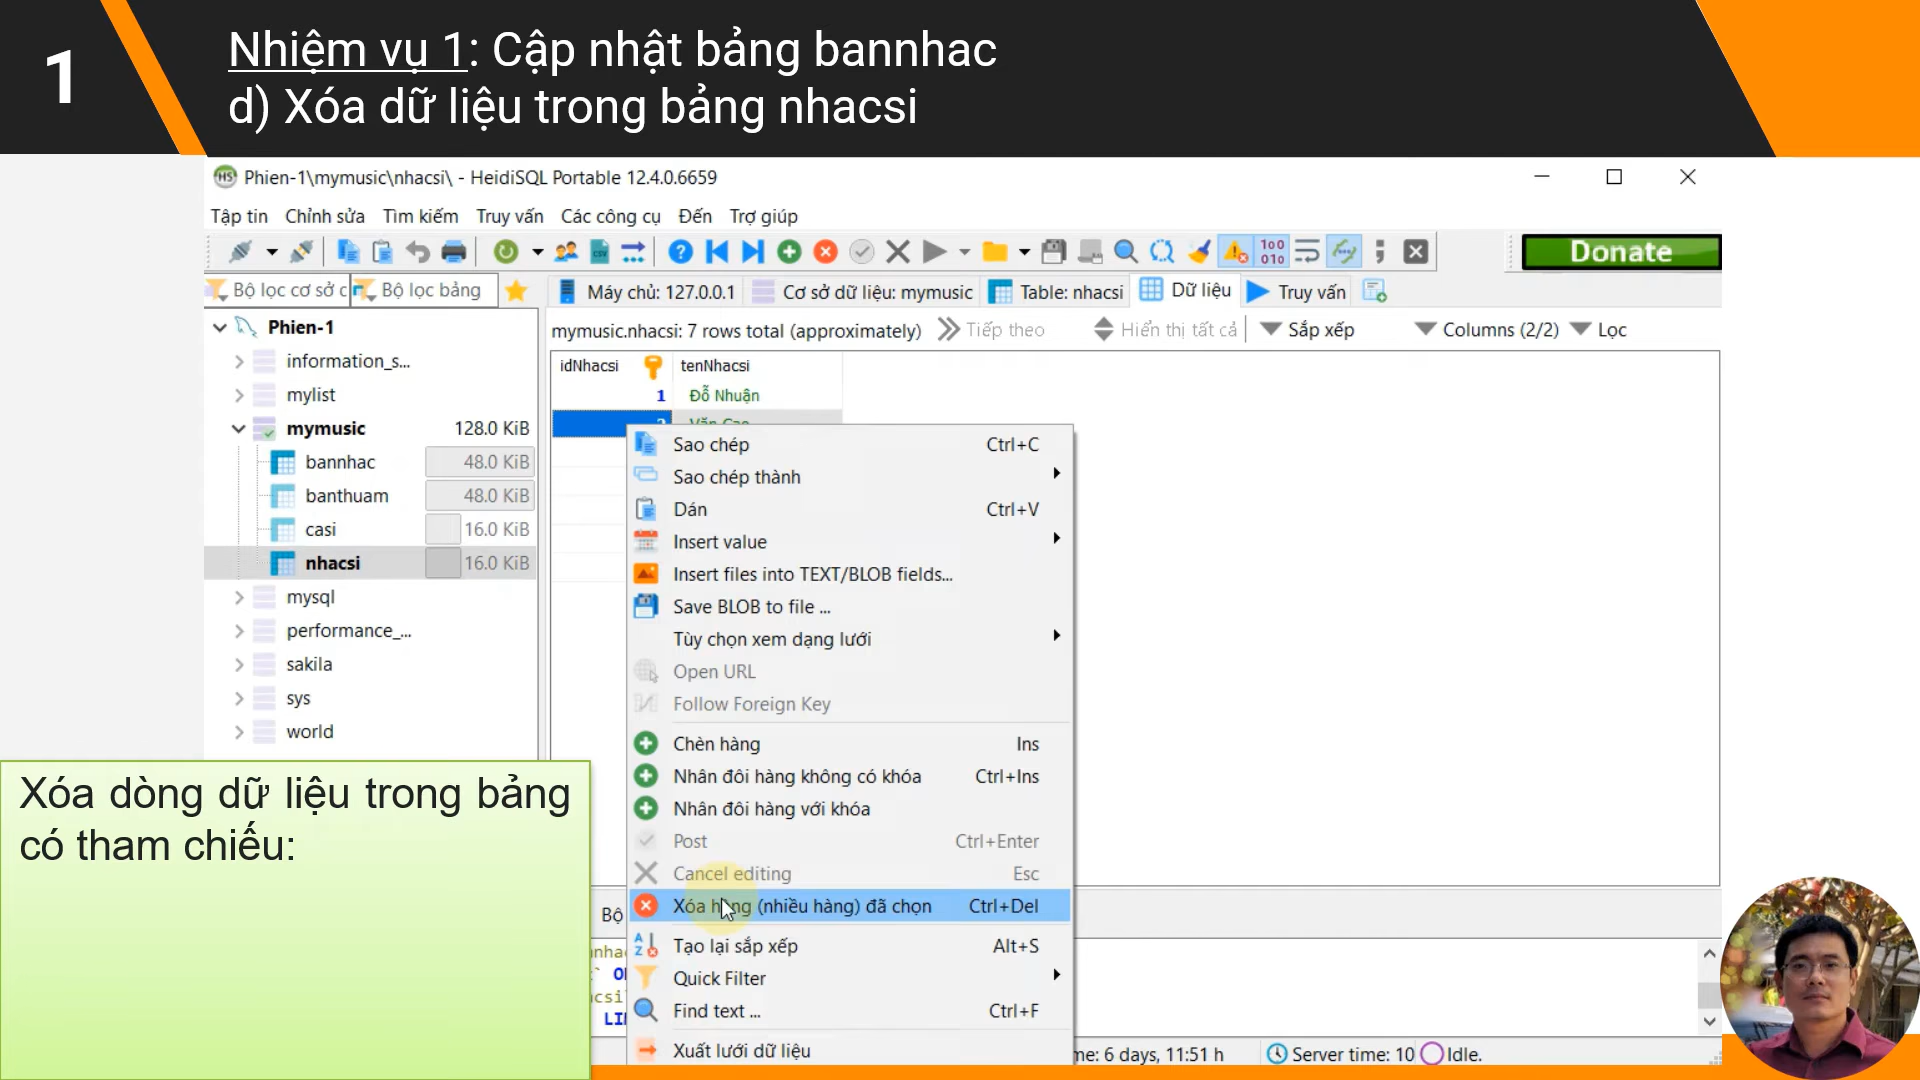 1
Nhiệm vụ 1: Cập nhật bảng bannhac
d) Xóa dữ liệu trong bảng nhacsi
Phien-1\mymusic\nhacsi\ - HeidiSQL Portable 12.4.0.6659
Tập tin Chỉnh sửa Tìm kiếm Truy vấn Các công cụ Đến Trợ giúp
Donate
Bộ lọc cơ sở c Bộ lọc bảng
Máy chủ: 127.0.0.1 Cơ sở dữ liệu: mymusic Table: nhacsi Dữ liệu Truy vấn
mymusic.nhacsi: 7 rows total (approximately) Tiếp theo Hiển thị tất cả Sắp xếp Columns (2/2) Lọc
Phien-1
information_s...
mylist
mymusic 128.0 KiB
bannhac 48.0 KiB
banthuam 48.0 KiB
casi 16.0 KiB
nhacsi 16.0 KiB
mysql
performance_...
sakila
sys
world
idNhacsi tenNhacsi
1 Đỗ Nhuận
2 Văn Cao
Sao chép Ctrl+C
Sao chép thành
Dán Ctrl+V
Insert value
Insert files into TEXT/BLOB fields...
Save BLOB to file ...
Tùy chọn xem dạng lưới
Open URL
Follow Foreign Key
Chèn hàng Ins
Nhân đôi hàng không có khóa Ctrl+Ins
Nhân đôi hàng với khóa
Post Ctrl+Enter
Cancel editing Esc
Xóa hàng (nhiều hàng) đã chọn Ctrl+Del
Tạo lại sắp xếp Alt+S
Quick Filter
Find text ... Ctrl+F
Xuất lưới dữ liệu
Xóa dòng dữ liệu trong bảng
có tham chiếu:
Bộ
LI
me: 6 days, 11:51 h Server time: 10 Idle.